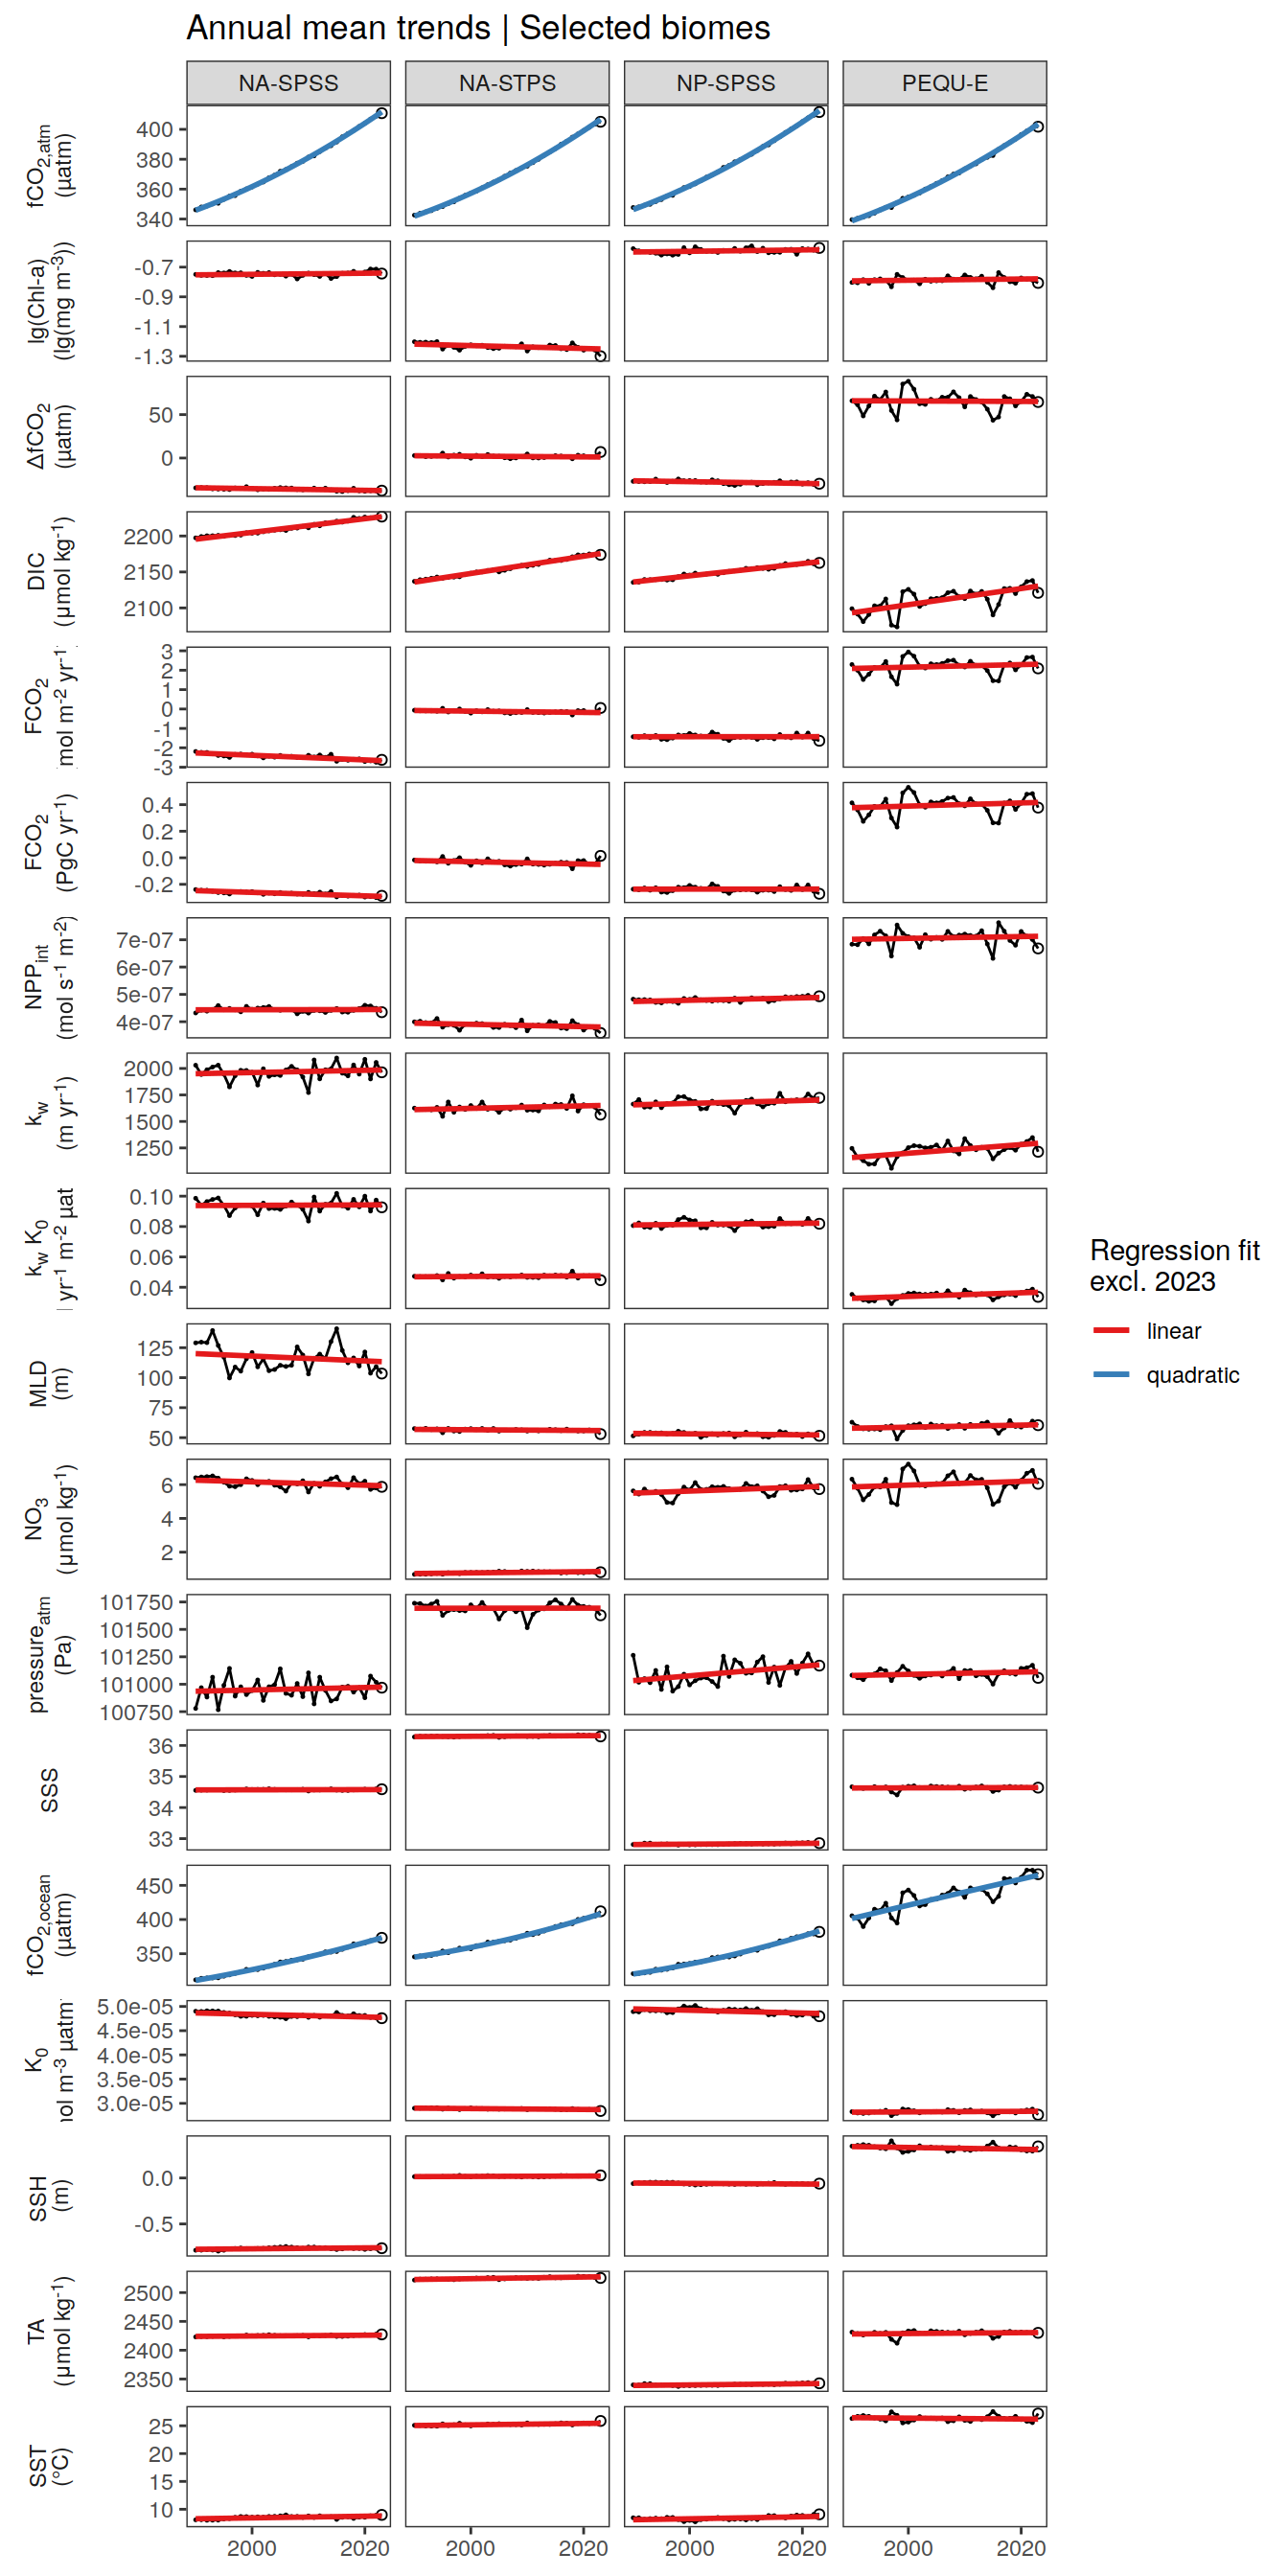 Annual mean trends | Selected biomes
NA-SPSS NA-STPS NP-SPSS PEQU-E
fCO2,atm
(µatm)
400
380
360
340
lg(Chl-a)
(lg(mg m-3))
-0.7
-0.9
-1.1
-1.3
ΔfCO2
(µatm)
50
0
DIC
(µmol kg-1)
2200
2150
2100
FCO2
mol m-2 yr-1
3
2
1
0
-1
-2
-3
FCO2
(PgC yr-1)
0.4
0.2
0.0
-0.2
NPPint
(mol s-1 m-2)
7e-07
6e-07
5e-07
4e-07
kw
(m yr-1)
2000
1750
1500
1250
kw K0
yr-1 m-2 µat
0.10
0.08
0.06
0.04
MLD
(m)
125
100
75
50
NO3
(µmol kg-1)
6
4
2
pressureatm
(Pa)
101750
101500
101250
101000
100750
SSS
36
35
34
33
fCO2,ocean
(µatm)
450
400
350
K0
ol m-3 µatm
5.0e-05
4.5e-05
4.0e-05
3.5e-05
3.0e-05
SSH
(m)
0.0
-0.5
TA
(µmol kg-1)
2500
2450
2400
2350
SST
(°C)
25
20
15
10
2000 2020 2000 2020 2000 2020 2000 2020
Regression fit
excl. 2023
linear
quadratic